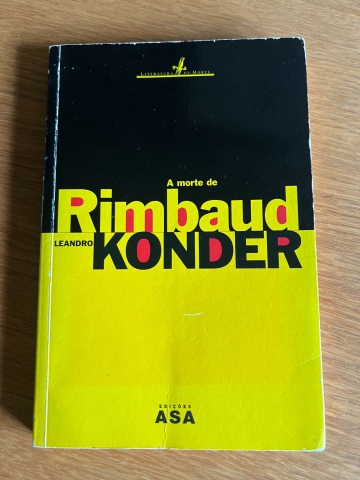 LITERATURA OU MORTE
A morte de
Rimbaud
LEANDRO KONDER
EDIÇÕES
ASA